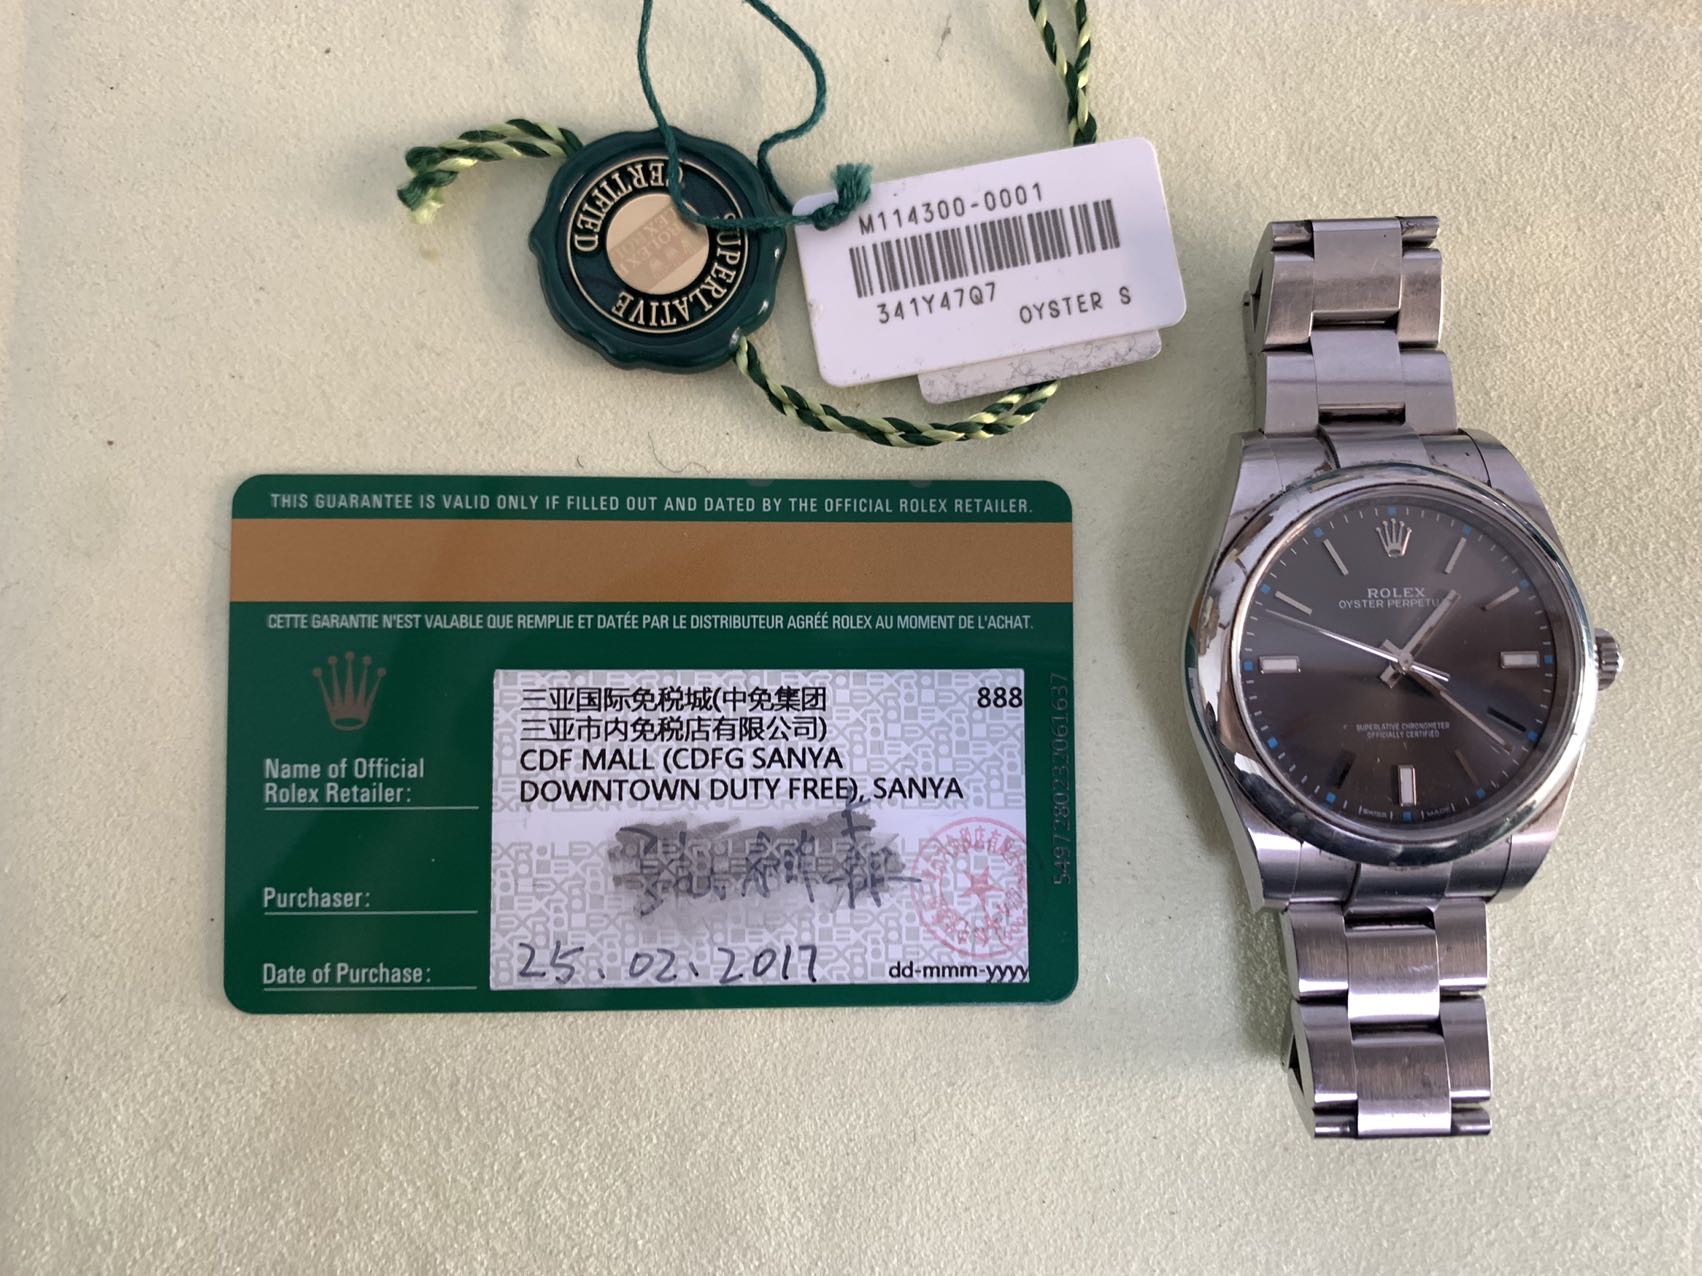 SUPERLATIVE
CERTIFIED
M114300-0001
341Y47Q7 OYSTER S
THIS GUARANTEE IS VALID ONLY IF FILLED OUT AND DATED BY THE OFFICIAL ROLEX RETAILER.
CETTE GARANTIE N'EST VALABLE QUE REMPLIE ET DATÉE PAR LE DISTRIBUTEUR AGRÉÉ ROLEX AU MOMENT DE L'ACHAT.
Name of Official
Rolex Retailer:
三亚国际免税城(中免集团 888
三亚市内免税店有限公司)
CDF MALL (CDFG SANYA
DOWNTOWN DUTY FREE), SANYA
Purchaser:
Date of Purchase:
25.02.2017
dd-mmm-yyyy
5497280232061637
ROLEX
OYSTER PERPETU
SUPERLATIVE CHRONOMETER
OFFICIALLY CERTIFIED
SWISS MADE